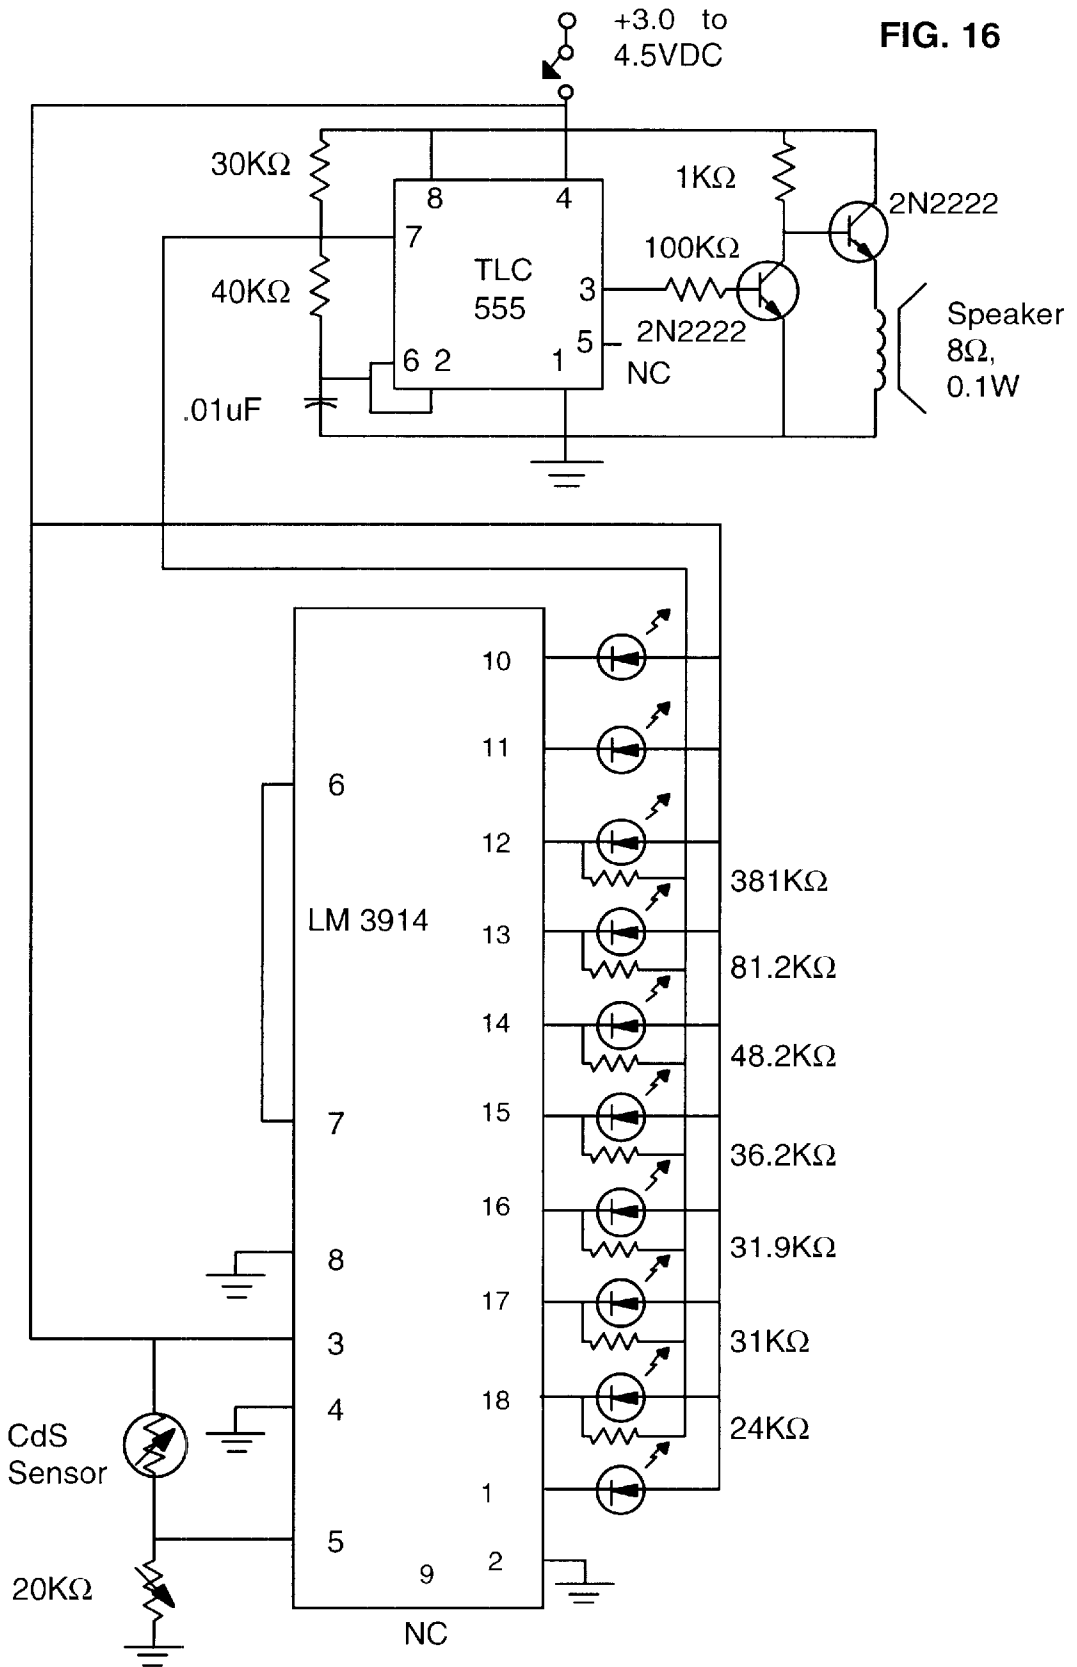 +3.0 to
4.5VDC
FIG. 16
30KΩ
8
4
1KΩ
2N2222
7
100KΩ
TLC
555
40KΩ
3
5
2N2222
NC
6 2
1
.01uF
Speaker
8Ω,
0.1W
10
11
6
12
381KΩ
LM 3914
13
81.2KΩ
14
48.2KΩ
15
7
36.2KΩ
16
31.9KΩ
8
17
31KΩ
3
18
4
24KΩ
CdS
Sensor
1
5
2
9
20KΩ
NC